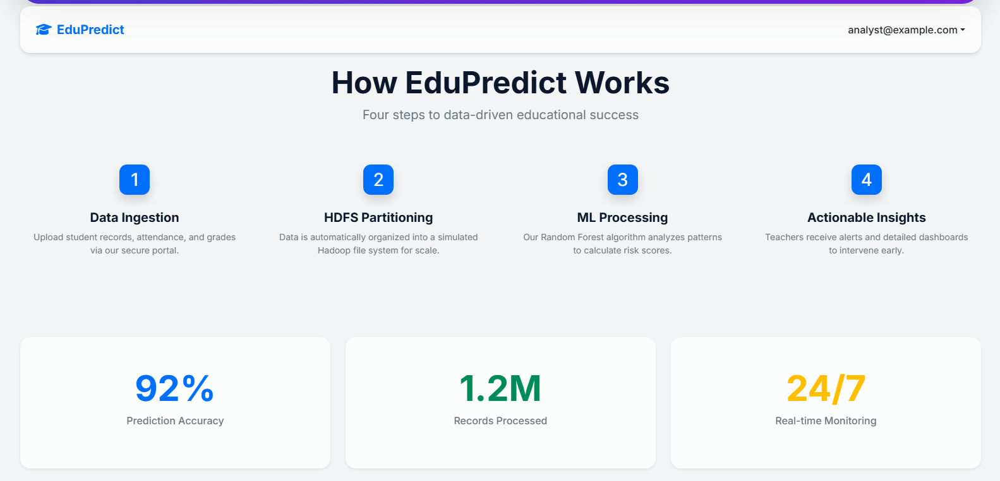 EduPredict
analyst@example.com
How EduPredict Works
Four steps to data-driven educational success
1
Data Ingestion
Upload student records, attendance, and grades
via our secure portal.
2
HDFS Partitioning
Data is automatically organized into a simulated
Hadoop file system for scale.
3
ML Processing
Our Random Forest algorithm analyzes patterns
to calculate risk scores.
4
Actionable Insights
Teachers receive alerts and detailed dashboards
to intervene early.
92%
Prediction Accuracy
1.2M
Records Processed
24/7
Real-time Monitoring